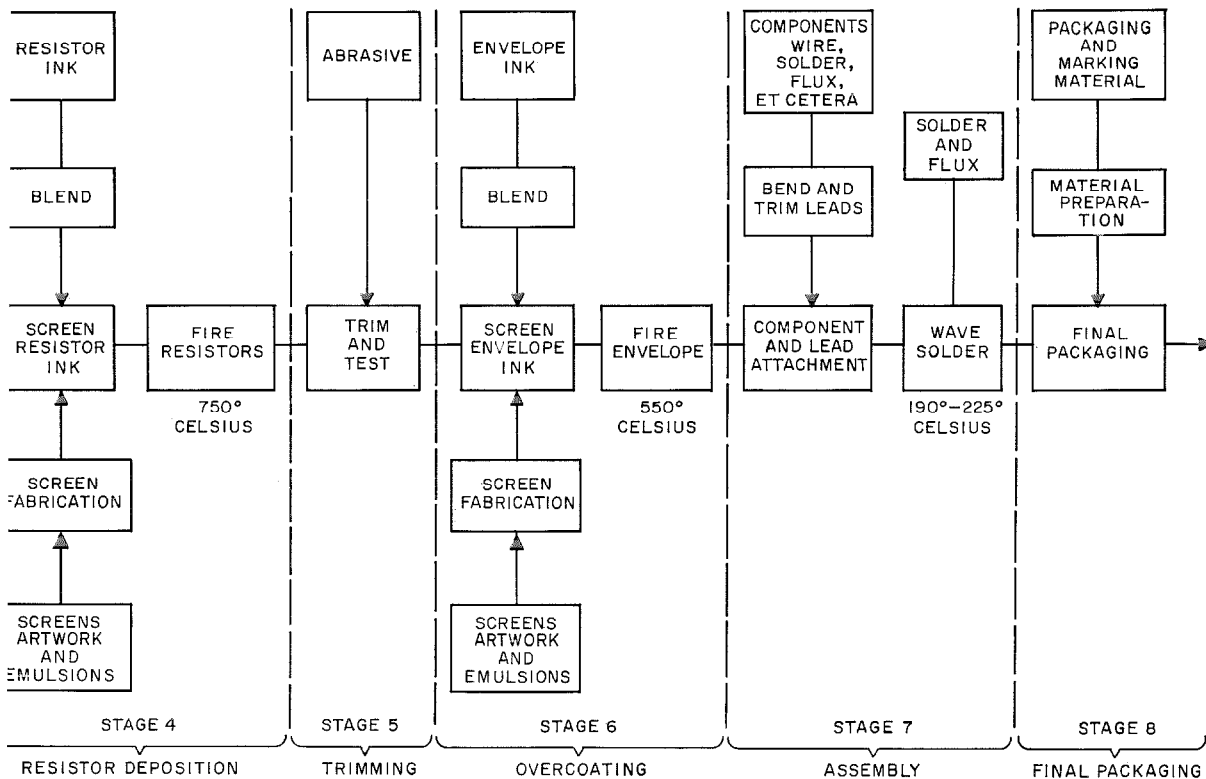 RESISTOR
INK
BLEND
SCREEN
RESISTOR
INK
FIRE
RESISTORS
750°
CELSIUS
SCREEN
FABRICATION
SCREENS
ARTWORK
AND
EMULSIONS
STAGE 4
RESISTOR DEPOSITION
ABRASIVE
TRIM
AND
TEST
STAGE 5
TRIMMING
ENVELOPE
INK
BLEND
SCREEN
ENVELOPE
INK
FIRE
ENVELOPE
550°
CELSIUS
SCREEN
FABRICATION
SCREENS
ARTWORK
AND
EMULSIONS
STAGE 6
OVERCOATING
COMPONENTS
WIRE,
SOLDER,
FLUX,
ET CETERA
BEND AND
TRIM LEADS
COMPONENT
AND LEAD
ATTACHMENT
SOLDER
AND
FLUX
WAVE
SOLDER
190°–225°
CELSIUS
STAGE 7
ASSEMBLY
PACKAGING
AND
MARKING
MATERIAL
MATERIAL
PREPARA-
TION
FINAL
PACKAGING
STAGE 8
FINAL PACKAGING